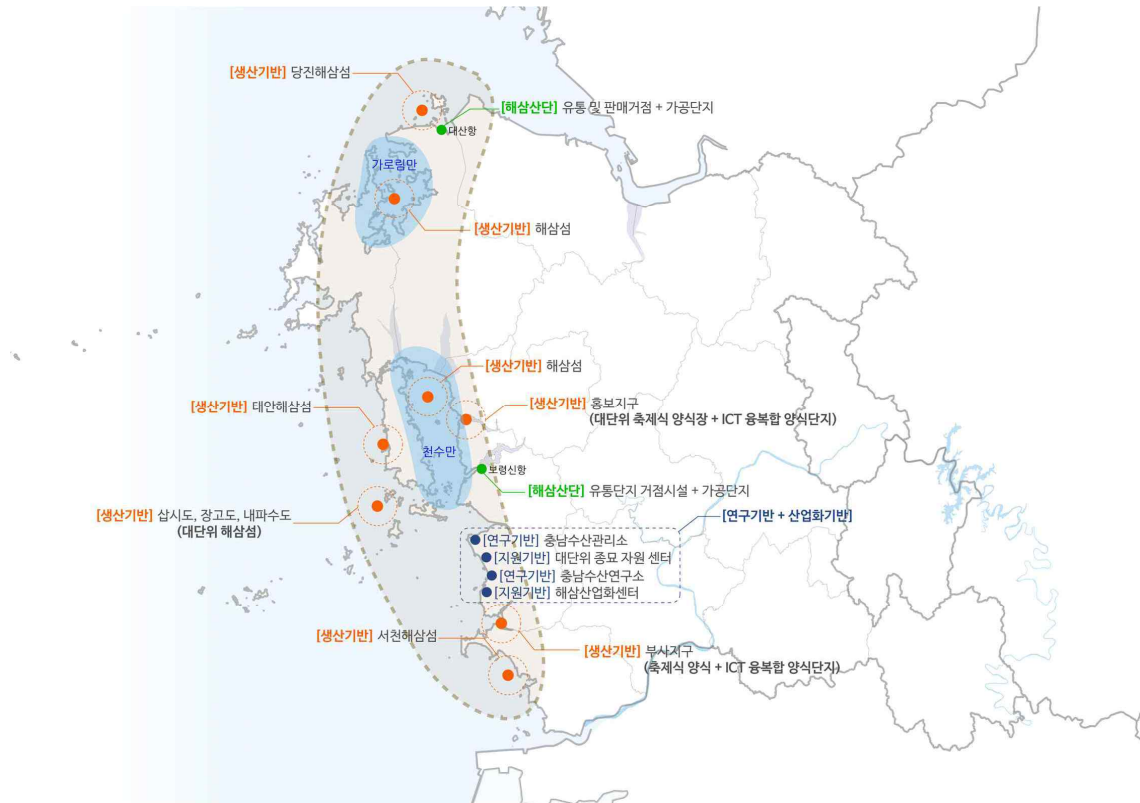 [생산기반] 당진해삼섬
[해삼산단] 유통 및 판매거점 + 가공단지
대산항
가로림만
[생산기반] 해삼섬
[생산기반] 해삼섬
[생산기반] 태안해삼섬
[생산기반] 홍보지구
(대단위 축제식 양식장 + ICT 융복합 양식단지)
천수만
보령신항
[해삼산단] 유통단지 거점시설 + 가공단지
[생산기반] 삽시도, 장고도, 내파수도
(대단위 해삼섬)
[연구기반 + 산업화기반]
[연구기반] 충남수산관리소
[지원기반] 대단위 종묘 자원 센터
[연구기반] 충남수산연구소
[지원기반] 해삼산업화센터
[생산기반] 서천해삼섬
[생산기반] 부사지구
(축제식 양식 + ICT 융복합 양식단지)